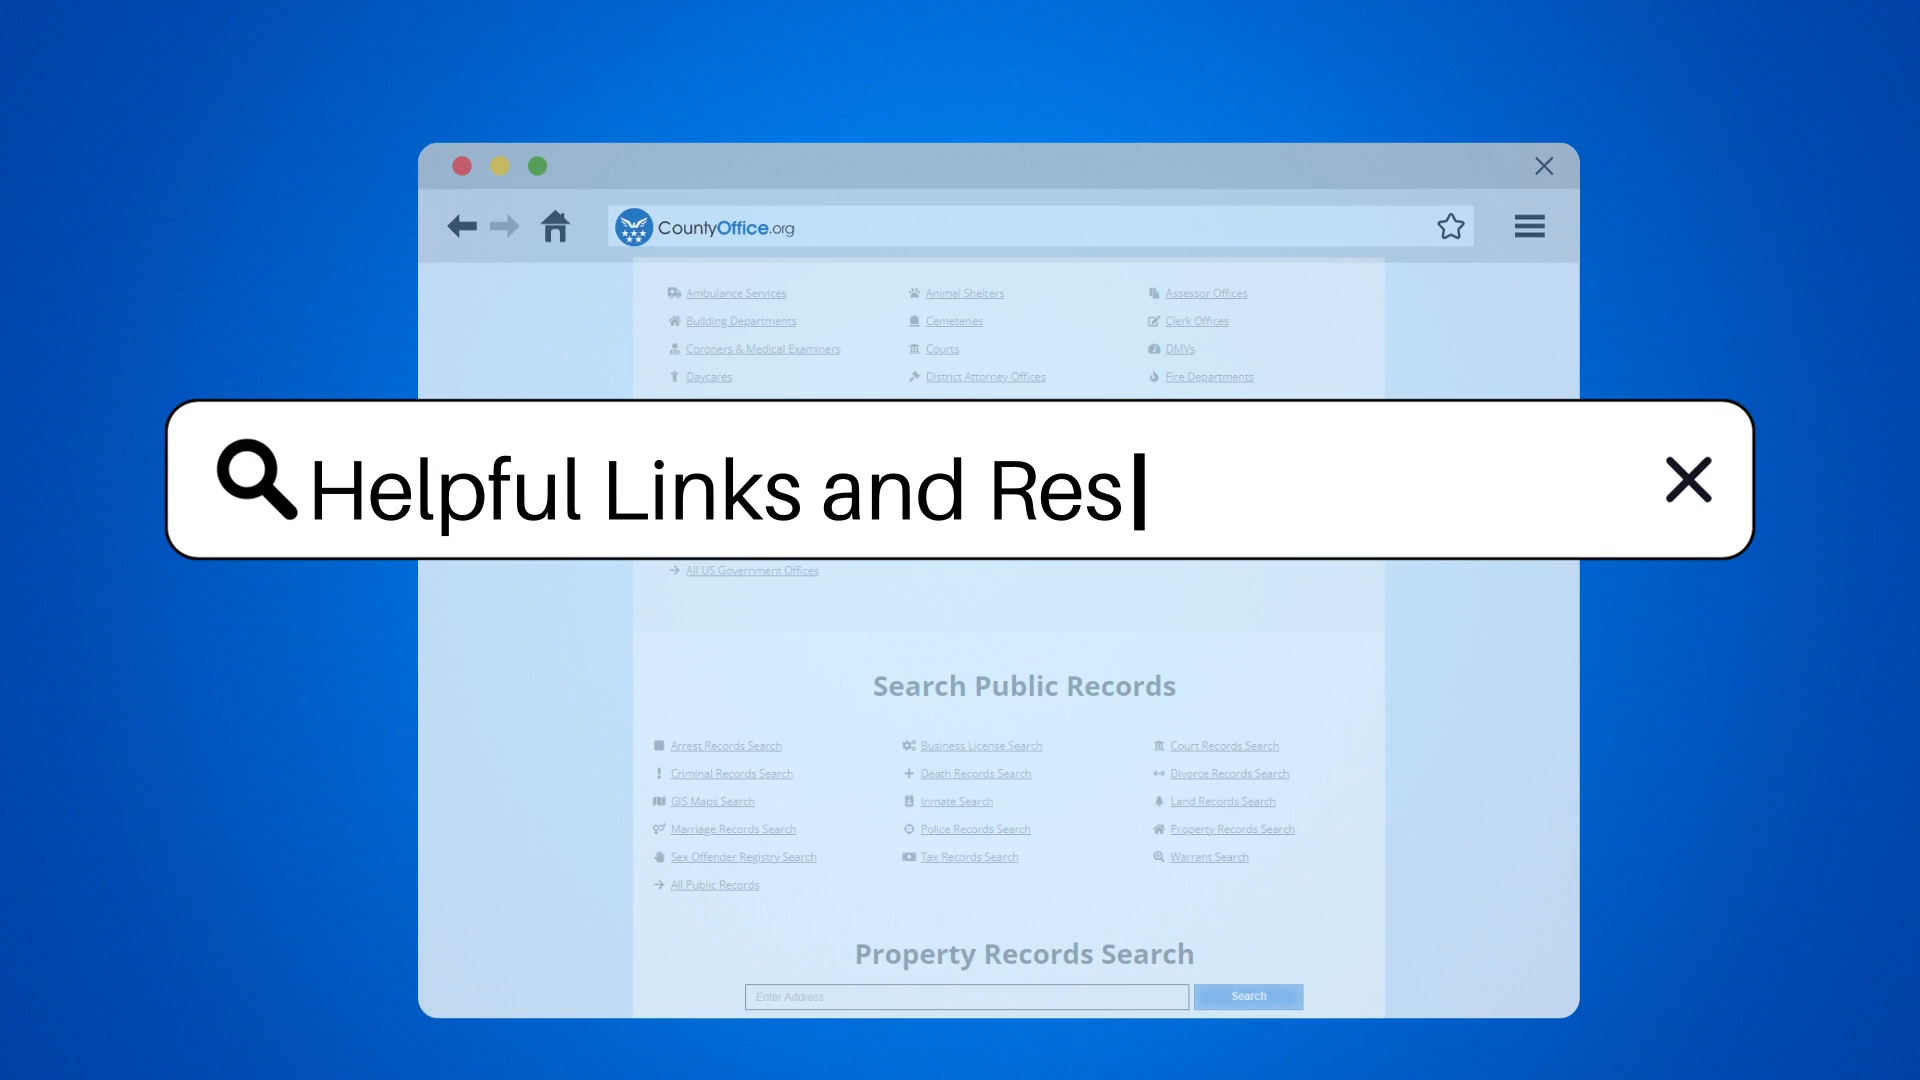 CountyOffice.org
Ambulance Services Animal Shelters Assessor Offices
Building Departments Cemeteries Clerk Offices
Coroners & Medical Examiners Courts DMVs
Daycares District Attorney Offices Fire Departments
Helpful Links and Res
All US Government Offices
Search Public Records
Arrest Records Search Business License Search Court Records Search
Criminal Records Search Death Records Search Divorce Records Search
GIS Maps Search Inmate Search Land Records Search
Marriage Records Search Police Records Search Property Records Search
Sex Offender Registry Search Tax Records Search Warrant Search
All Public Records
Property Records Search
Enter Address Search